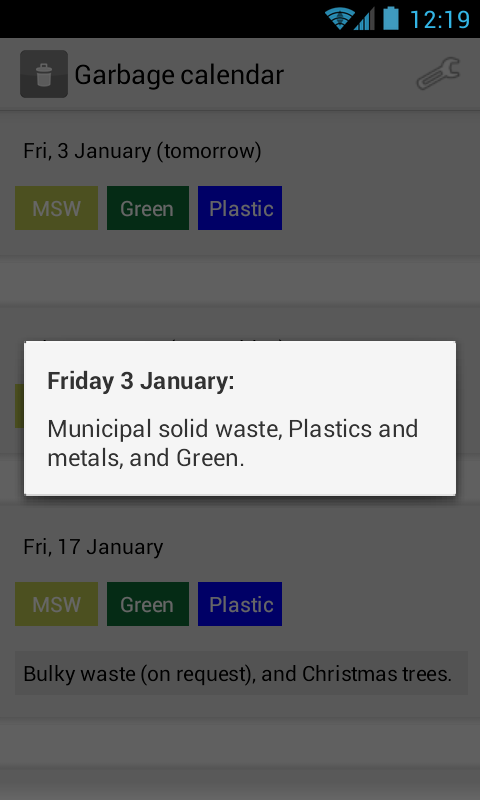 12:19
Garbage calendar
Fri, 3 January (tomorrow)
MSW Green Plastic
Friday 3 January:
Municipal solid waste, Plastics and
metals, and Green.
Fri, 17 January
MSW Green Plastic
Bulky waste (on request), and Christmas trees.